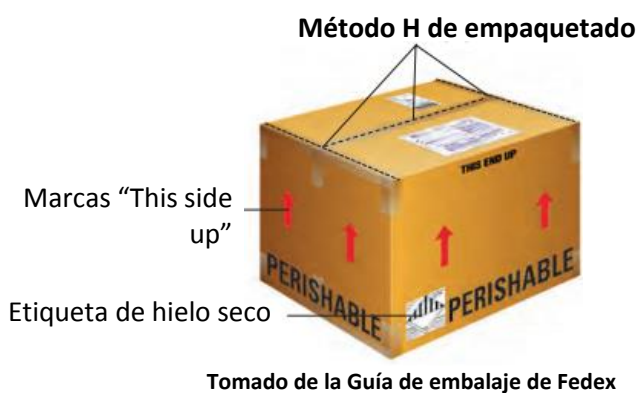 Método H de empaquetado
THIS END UP
Marcas “This side
up”
PERISHABLE
PERISHABLE
Etiqueta de hielo seco
Tomado de la Guía de embalaje de Fedex